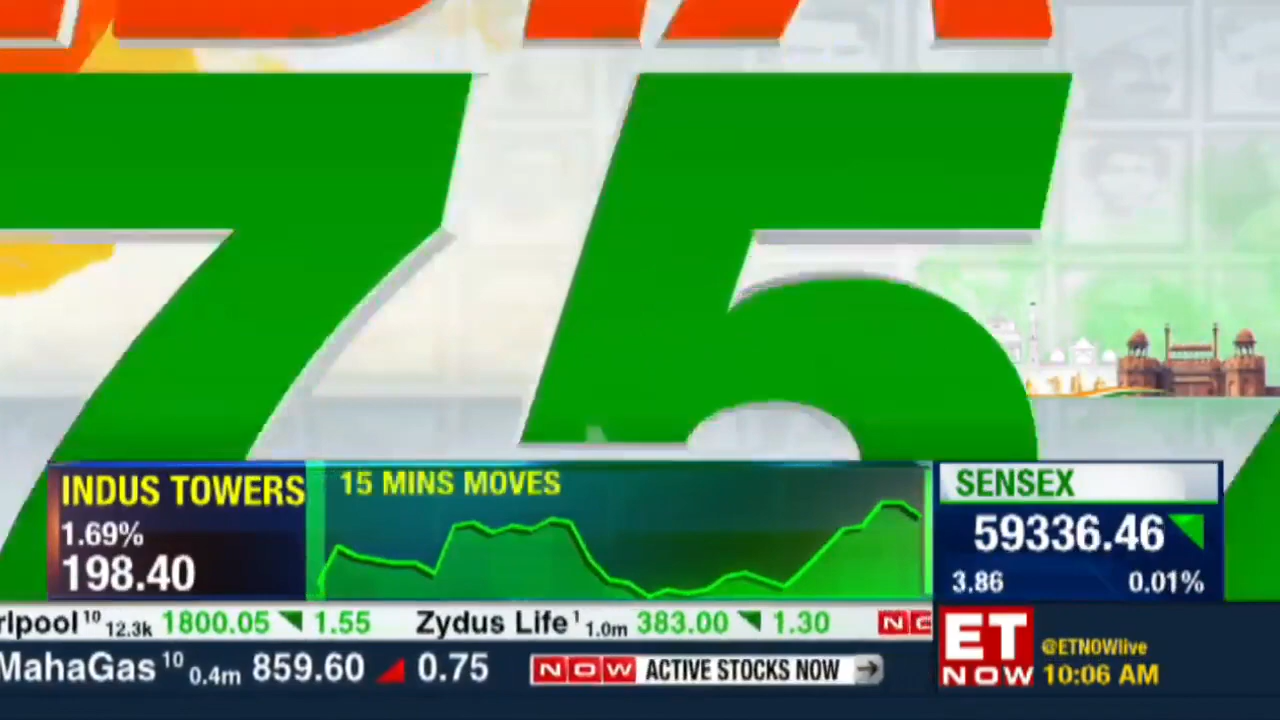 75
INDUS TOWERS
1.69%
198.40
15 MINS MOVES
SENSEX
59336.46
3.86 0.01%
10 12.3k 1800.05 1.55 Zydus Life 1 1.0m 383.00 1.30
MahaGas 10 0.4m 859.60 0.75 NOW ACTIVE STOCKS NOW
ET
NOW
@ETNOWlive
10:06 AM